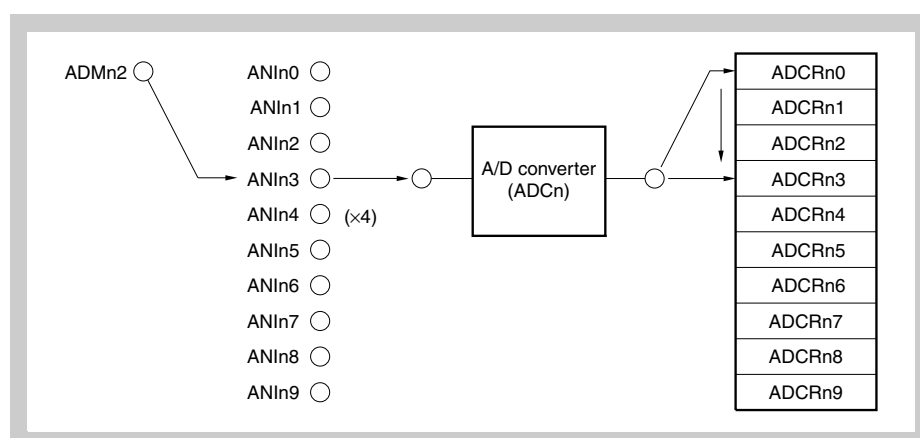 ADMn2
ANIn0
ANIn1
ANIn2
ANIn3
ANIn4 (×4)
ANIn5
ANIn6
ANIn7
ANIn8
ANIn9
A/D converter
(ADCn)
ADCRn0
ADCRn1
ADCRn2
ADCRn3
ADCRn4
ADCRn5
ADCRn6
ADCRn7
ADCRn8
ADCRn9